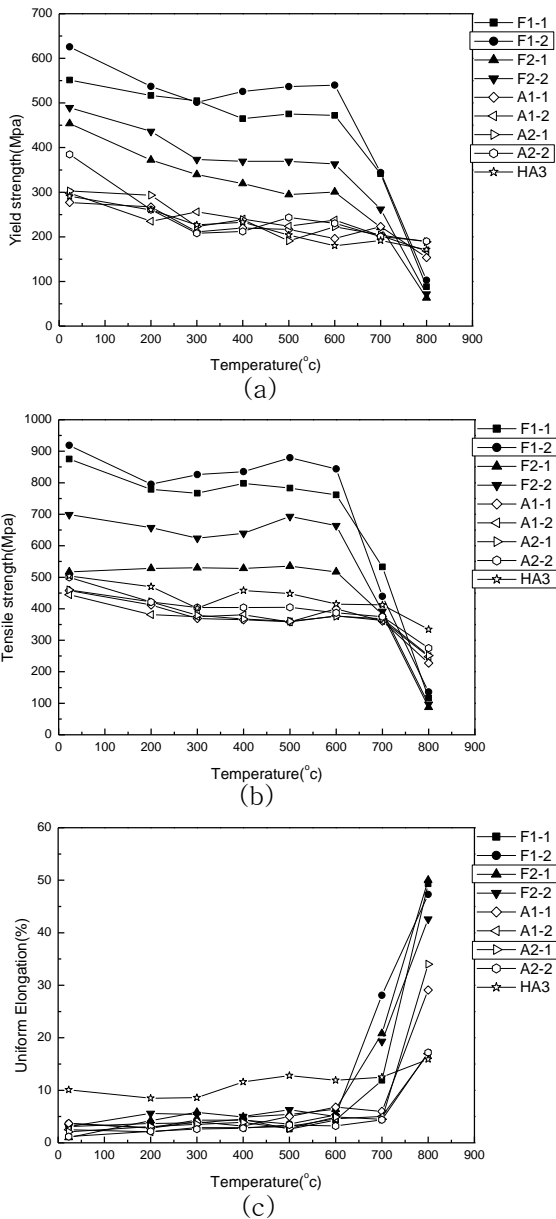 700
600
500
400
300
200
100
0
Yield strength(Mpa)
0 100 200 300 400 500 600 700 800 900
Temperature(°c)
F1-1
F1-2
F2-1
F2-2
A1-1
A1-2
A2-1
A2-2
HA3
(a)
1000
900
800
700
600
500
400
300
200
100
0
Tensile strength(Mpa)
0 100 200 300 400 500 600 700 800 900
Temperature(°c)
F1-1
F1-2
F2-1
F2-2
A1-1
A1-2
A2-1
A2-2
HA3
(b)
60
50
40
30
20
10
0
Uniform Elongation(%)
0 100 200 300 400 500 600 700 800 900
Temperature(°c)
F1-1
F1-2
F2-1
F2-2
A1-1
A1-2
A2-1
A2-2
HA3
(c)